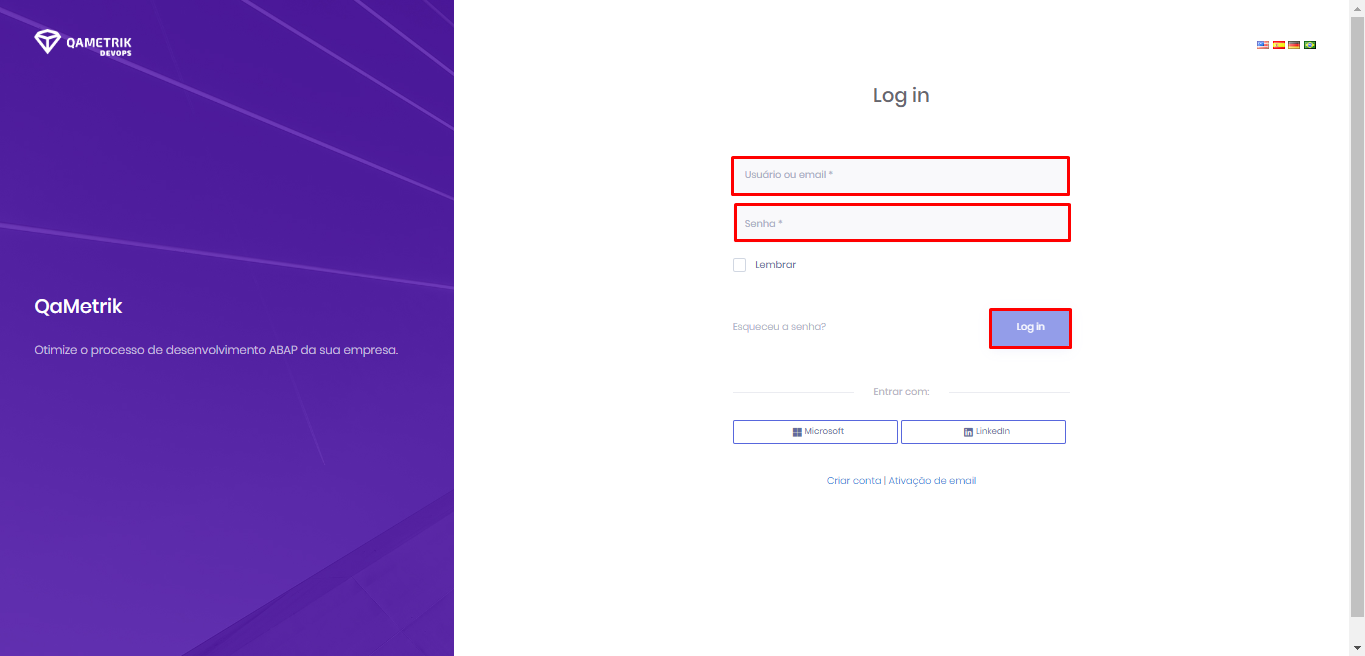 QAMETRIK
DEVOPS
QaMetrik
Otimize o processo de desenvolvimento ABAP da sua empresa.
Log in
Usuário ou email *
Senha *
Lembrar
Esqueceu a senha?
Log in
Entrar com:
Microsoft
LinkedIn
Criar conta | Ativação de email